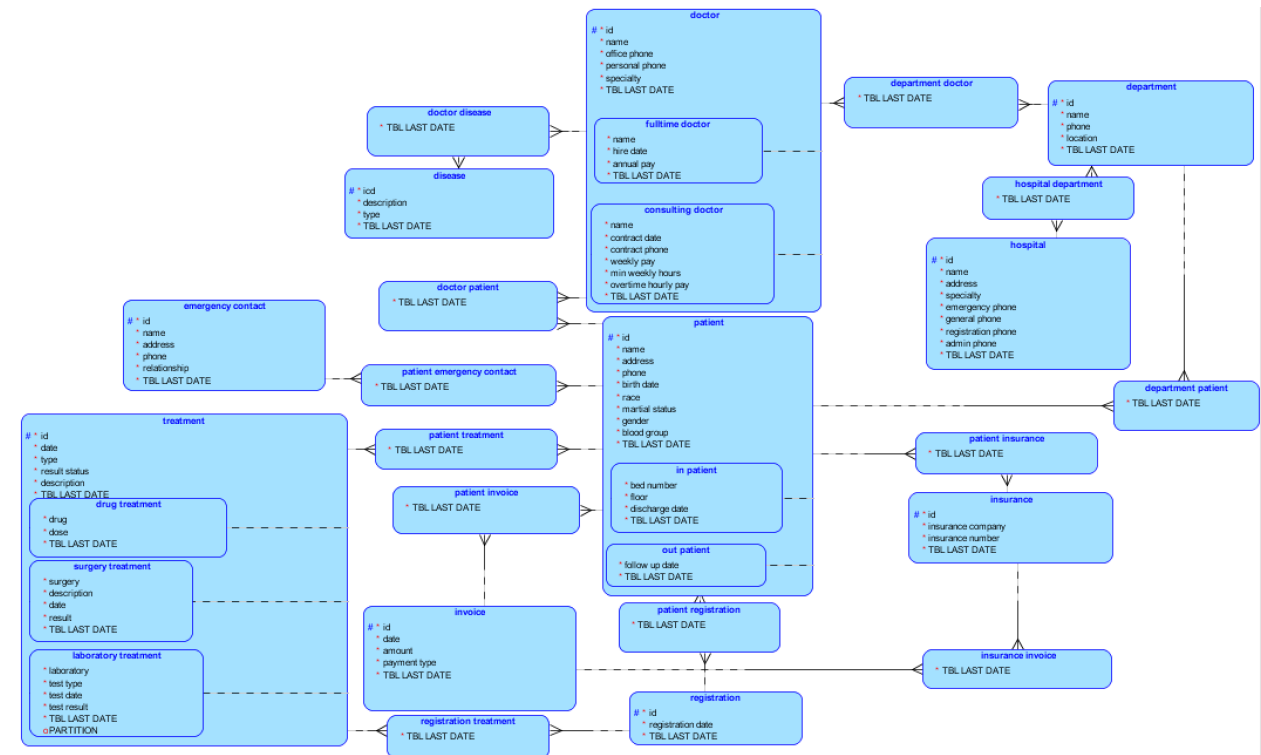 doctor
# * id
* name
* office phone
* personal phone
* specialty
* TBL LAST DATE
fulltime doctor
* name
* hire date
* annual pay
* TBL LAST DATE
consulting doctor
* name
* contract date
* contract phone
* weekly pay
* min weekly hours
* overtime hourly pay
* TBL LAST DATE
department doctor
* TBL LAST DATE
department
# * id
* name
* phone
* location
* TBL LAST DATE
doctor disease
* TBL LAST DATE
disease
# * icd
* description
* type
* TBL LAST DATE
hospital department
* TBL LAST DATE
hospital
# * id
* name
* address
* specialty
* emergency phone
* general phone
* registration phone
* admin phone
* TBL LAST DATE
doctor patient
* TBL LAST DATE
emergency contact
# * id
* name
* address
* phone
* relationship
* TBL LAST DATE
patient
# * id
* name
* address
* phone
* birth date
* race
* martial status
* gender
* blood group
* TBL LAST DATE
in patient
* bed number
* floor
* discharge date
* TBL LAST DATE
out patient
* follow up date
* TBL LAST DATE
patient emergency contact
* TBL LAST DATE
department patient
* TBL LAST DATE
treatment
# * id
* date
* type
* result status
* description
* TBL LAST DATE
drug treatment
* drug
* dose
* TBL LAST DATE
surgery treatment
* surgery
* description
* date
* result
* TBL LAST DATE
laboratory treatment
* laboratory
* test type
* test date
* test result
* TBL LAST DATE
o PARTITION
patient treatment
* TBL LAST DATE
patient insurance
* TBL LAST DATE
patient invoice
* TBL LAST DATE
insurance
# * id
* insurance company
* insurance number
* TBL LAST DATE
invoice
# * id
* date
* amount
* payment type
* TBL LAST DATE
patient registration
* TBL LAST DATE
insurance invoice
* TBL LAST DATE
registration
# * id
* registration date
* TBL LAST DATE
registration treatment
* TBL LAST DATE